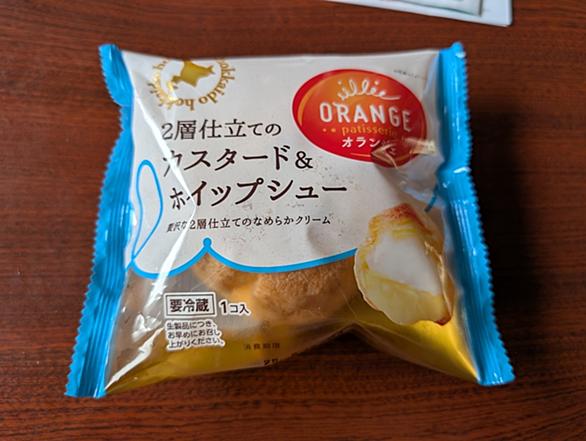 hokkaido hokkaido
ORANGE
patisserie
オランジェ
2層仕立ての
カスタード&
ホイップシュー
贅沢な2層仕立てのなめらかクリーム
要冷蔵 1コ入
生製品につき、
お早めにお召し
上がりください。
消費期限